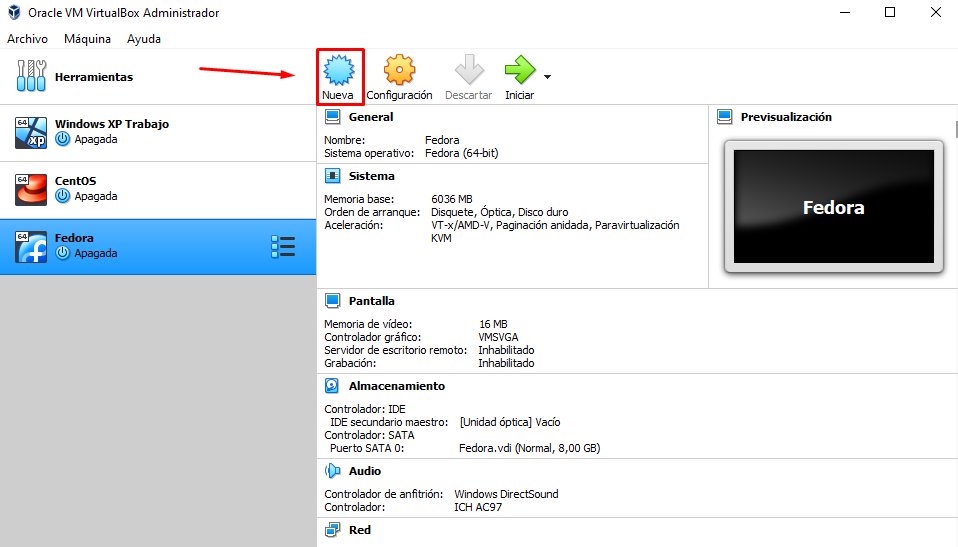 Oracle VM VirtualBox Administrador
Archivo Máquina Ayuda
Herramientas
Nueva Configuración Descartar Iniciar
64 XP
Windows XP Trabajo
Apagada
64
CentOS
Apagada
64
Fedora
Apagada
General
Nombre: Fedora
Sistema operativo: Fedora (64-bit)
Sistema
Memoria base: 6036 MB
Orden de arranque: Disquete, Óptica, Disco duro
Aceleración: VT-x/AMD-V, Paginación anidada, Paravirtualización
KVM
Previsualización
Fedora
Pantalla
Memoria de vídeo: 16 MB
Controlador gráfico: VMSVGA
Servidor de escritorio remoto: Inhabilitado
Grabación: Inhabilitado
Almacenamiento
Controlador: IDE
IDE secundario maestro: [Unidad óptica] Vacío
Controlador: SATA
Puerto SATA 0: Fedora.vdi (Normal, 8,00 GB)
Audio
Controlador de anfitrión: Windows DirectSound
Controlador: ICH AC97
Red